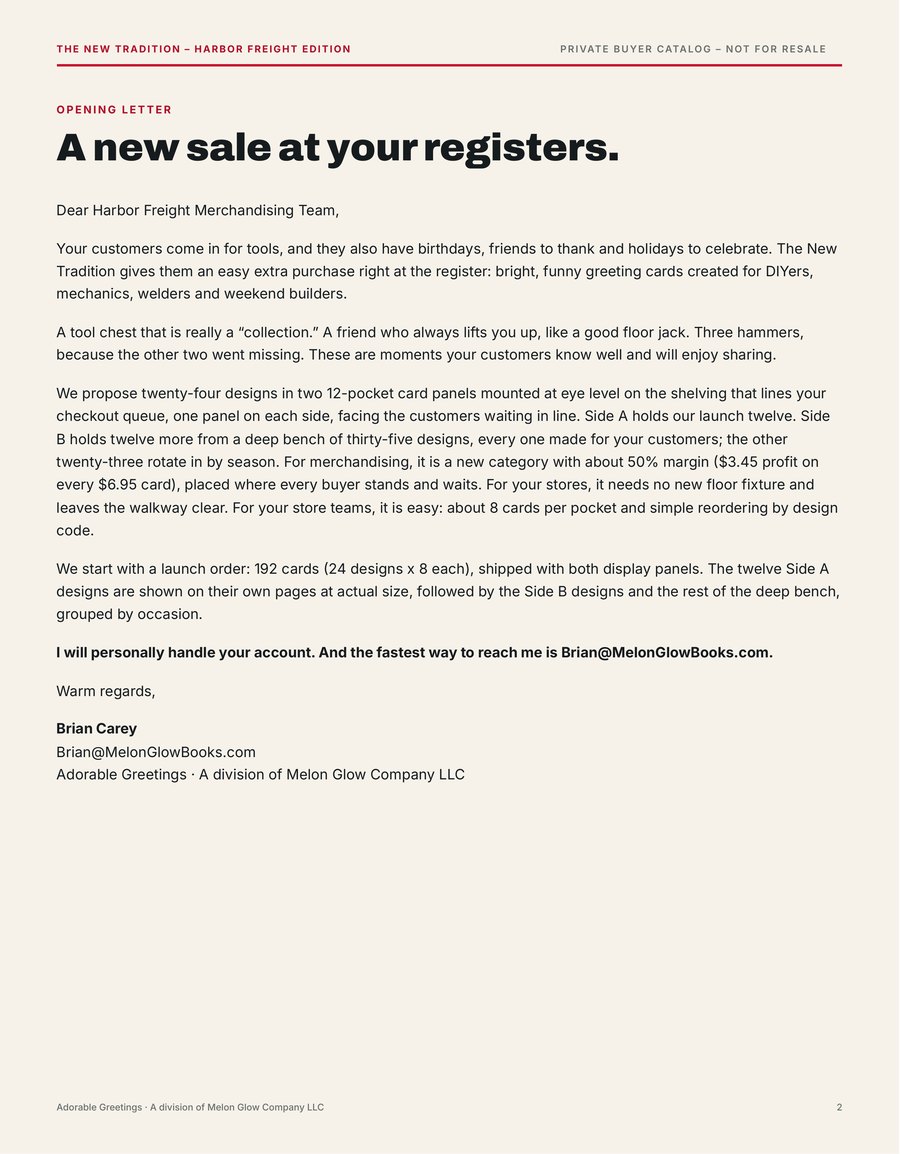 THE NEW TRADITION – HARBOR FREIGHT EDITION
PRIVATE BUYER CATALOG – NOT FOR RESALE
OPENING LETTER
A new sale at your registers.
Dear Harbor Freight Merchandising Team,
Your customers come in for tools, and they also have birthdays, friends to thank and holidays to celebrate. The New
Tradition gives them an easy extra purchase right at the register: bright, funny greeting cards created for DIYers,
mechanics, welders and weekend builders.
A tool chest that is really a “collection.” A friend who always lifts you up, like a good floor jack. Three hammers,
because the other two went missing. These are moments your customers know well and will enjoy sharing.
We propose twenty-four designs in two 12-pocket card panels mounted at eye level on the shelving that lines your
checkout queue, one panel on each side, facing the customers waiting in line. Side A holds our launch twelve. Side
B holds twelve more from a deep bench of thirty-five designs, every one made for your customers; the other
twenty-three rotate in by season. For merchandising, it is a new category with about 50% margin ($3.45 profit on
every $6.95 card), placed where every buyer stands and waits. For your stores, it needs no new floor fixture and
leaves the walkway clear. For your store teams, it is easy: about 8 cards per pocket and simple reordering by design
code.
We start with a launch order: 192 cards (24 designs x 8 each), shipped with both display panels. The twelve Side A
designs are shown on their own pages at actual size, followed by the Side B designs and the rest of the deep bench,
grouped by occasion.
I will personally handle your account. And the fastest way to reach me is Brian@MelonGlowBooks.com.
Warm regards,
Brian Carey
Brian@MelonGlowBooks.com
Adorable Greetings · A division of Melon Glow Company LLC
Adorable Greetings · A division of Melon Glow Company LLC
2